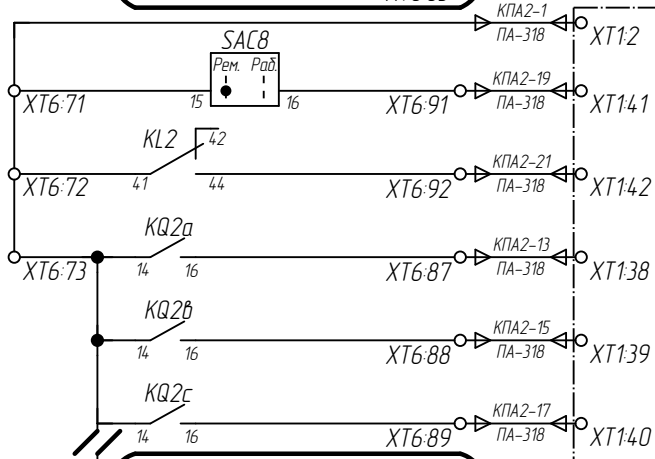 КПА2-1
ПА-318
XT1:2
SAC8
Рем. Раб.
15 16
XT6:71
XT6:91
КПА2-19
ПА-318
XT1:41
KL2
42
41 44
XT6:72
XT6:92
КПА2-21
ПА-318
XT1:42
KQ2a
14 16
XT6:73
XT6:87
КПА2-13
ПА-318
XT1:38
KQ2в
14 16
XT6:88
КПА2-15
ПА-318
XT1:39
KQ2c
14 16
XT6:89
КПА2-17
ПА-318
XT1:40